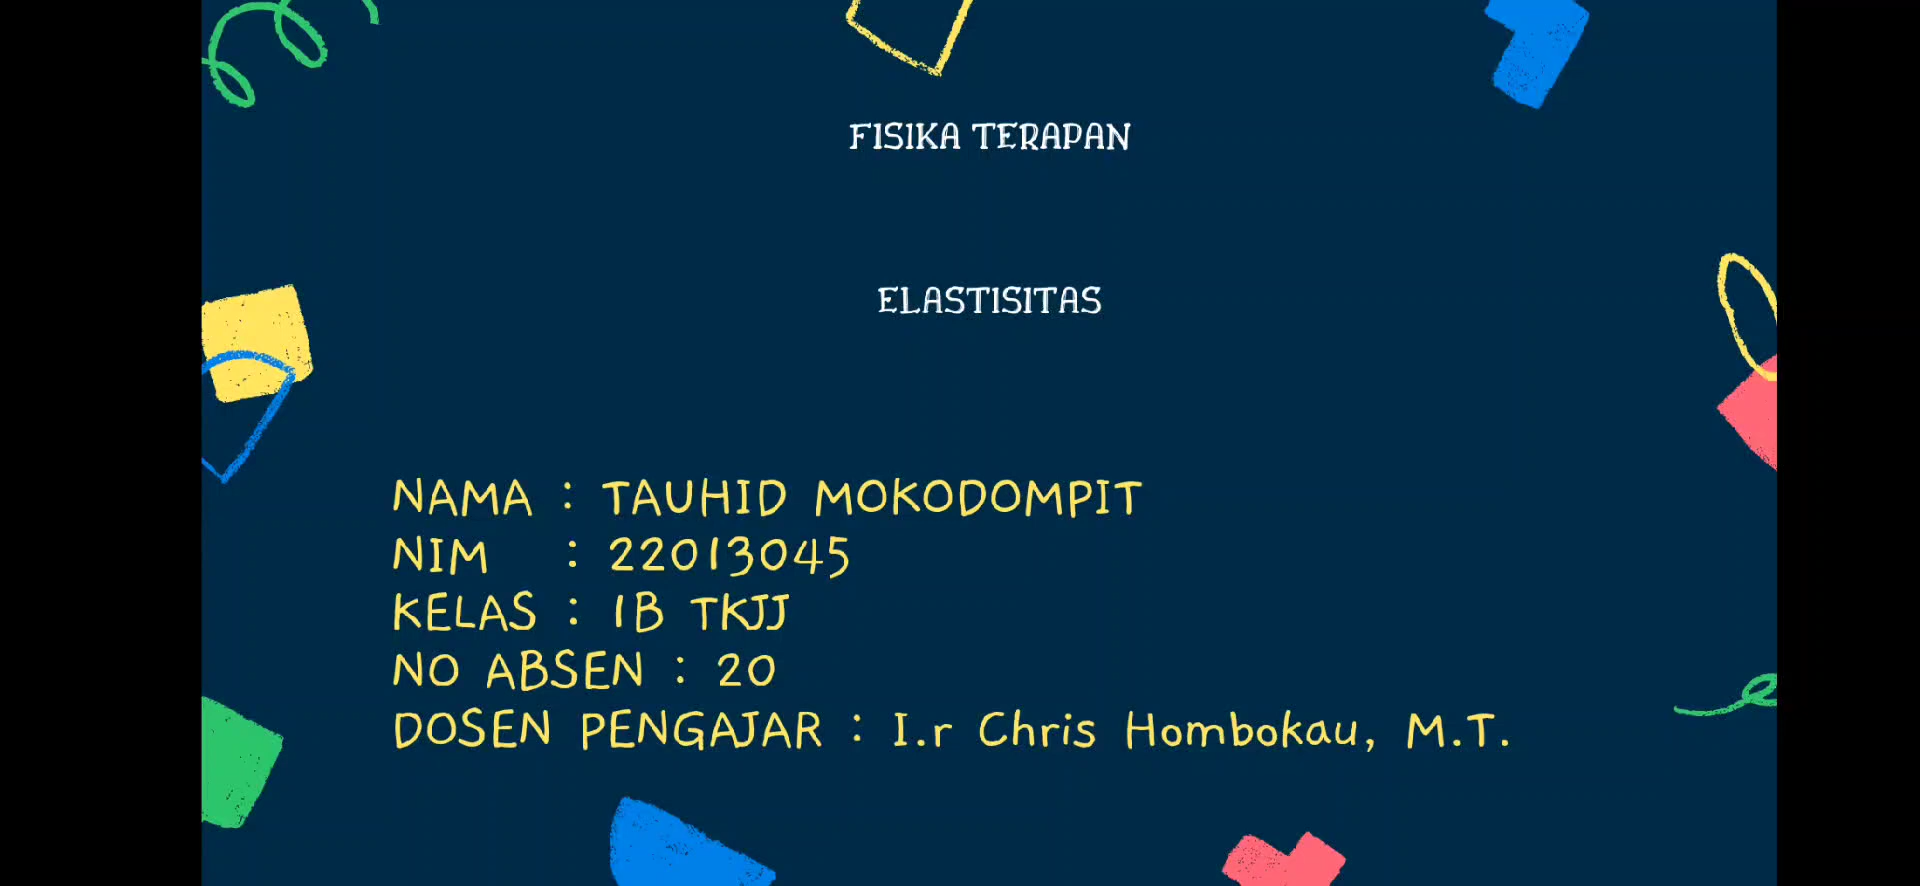 FISIKA TERAPAN
ELASTISITAS
NAMA : TAUHID MOKODOMPIT
NIM : 22013045
KELAS : 1B TKJJ
NO ABSEN : 20
DOSEN PENGAJAR : I.r Chris Hombokau, M.T.